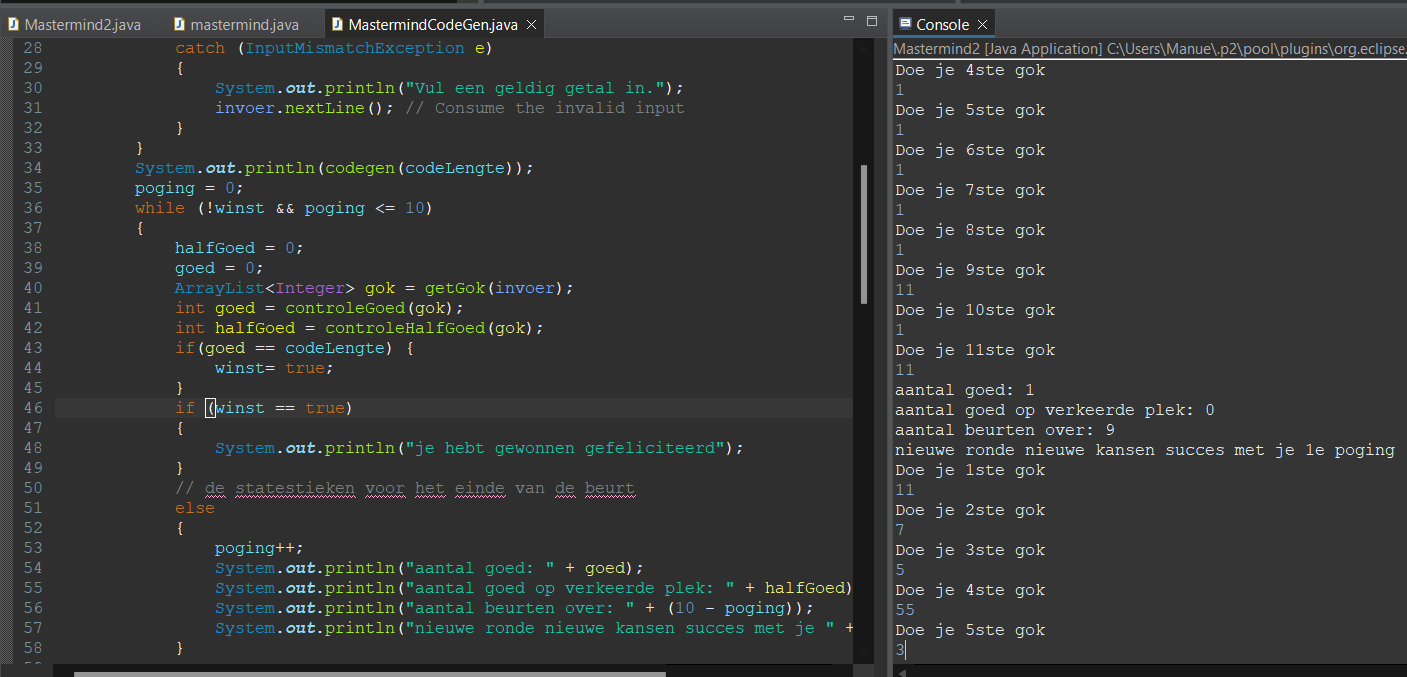 Mastermind2.java mastermind.java MastermindCodeGen.java
28 catch (InputMismatchException e)
29 {
30 System.out.println("Vul een geldig getal in.");
31 invoer.nextLine(); // Consume the invalid input
32 }
33 }
34 System.out.println(codegen(codeLengte));
35 poging = 0;
36 while (!winst && poging <= 10)
37 {
38 halfGoed = 0;
39 goed = 0;
40 ArrayList<Integer> gok = getGok(invoer);
41 int goed = controleGoed(gok);
42 int halfGoed = controleHalfGoed(gok);
43 if(goed == codeLengte) {
44 winst= true;
45 }
46 if (winst == true)
47 {
48 System.out.println("je hebt gewonnen gefeliciteerd");
49 }
50 // de statestieken voor het einde van de beurt
51 else
52 {
53 poging++;
54 System.out.println("aantal goed: " + goed);
55 System.out.println("aantal goed op verkeerde plek: " + halfGoed)
56 System.out.println("aantal beurten over: " + (10 - poging));
57 System.out.println("nieuwe ronde nieuwe kansen succes met je " +
58 }
Console
Mastermind2 [Java Application] C:\Users\Manue\.p2\pool\plugins\org.eclipse.
Doe je 4ste gok
1
Doe je 5ste gok
1
Doe je 6ste gok
1
Doe je 7ste gok
1
Doe je 8ste gok
1
Doe je 9ste gok
11
Doe je 10ste gok
1
Doe je 11ste gok
11
aantal goed: 1
aantal goed op verkeerde plek: 0
aantal beurten over: 9
nieuwe ronde nieuwe kansen succes met je 1e poging
Doe je 1ste gok
11
Doe je 2ste gok
7
Doe je 3ste gok
5
Doe je 4ste gok
55
Doe je 5ste gok
3